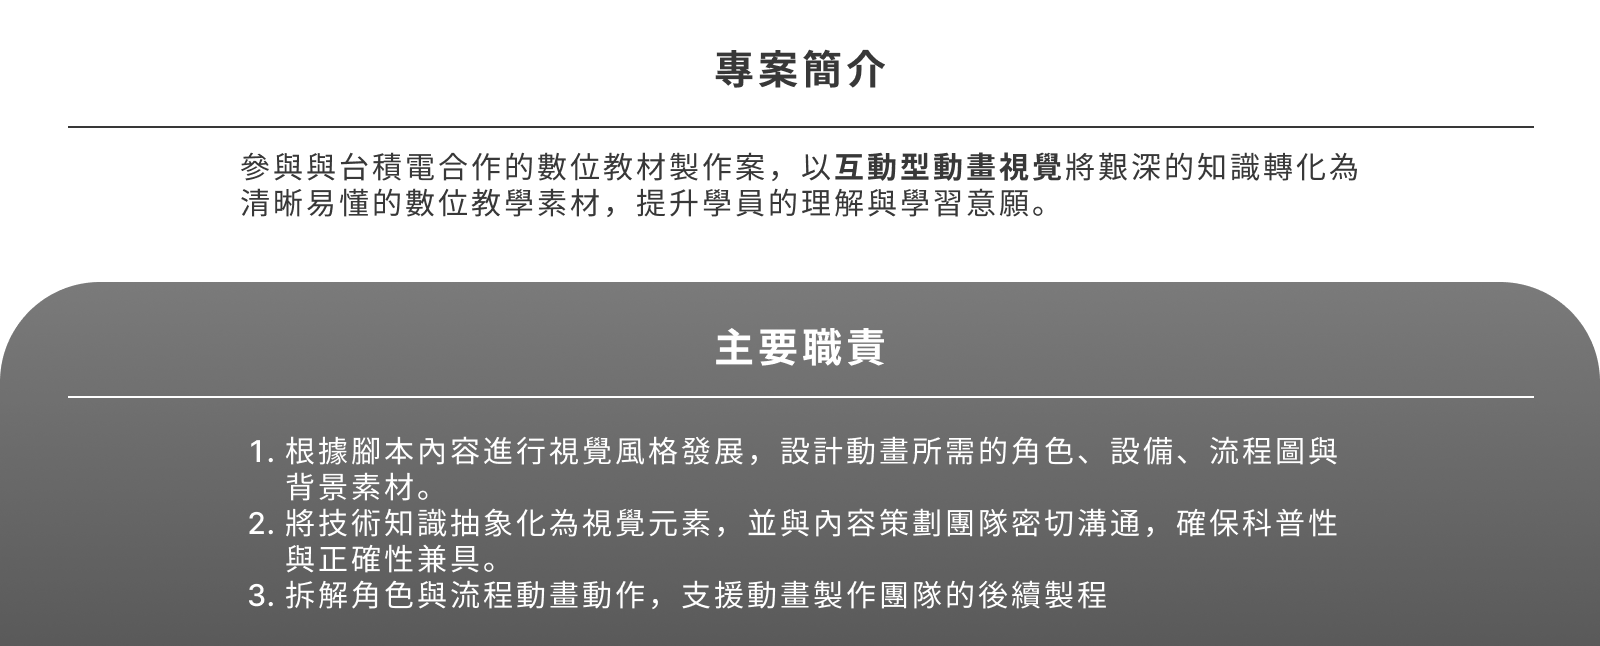 專案簡介
參與與台積電合作的數位教材製作案，以互動型動畫視覺將艱深的知識轉化為
清晰易懂的數位教學素材，提升學員的理解與學習意願。
主要職責
1. 根據腳本內容進行視覺風格發展，設計動畫所需的角色、設備、流程圖與
背景素材。
2. 將技術知識抽象化為視覺元素，並與內容策劃團隊密切溝通，確保科普性
與正確性兼具。
3. 拆解角色與流程動畫動作，支援動畫製作團隊的後續製程